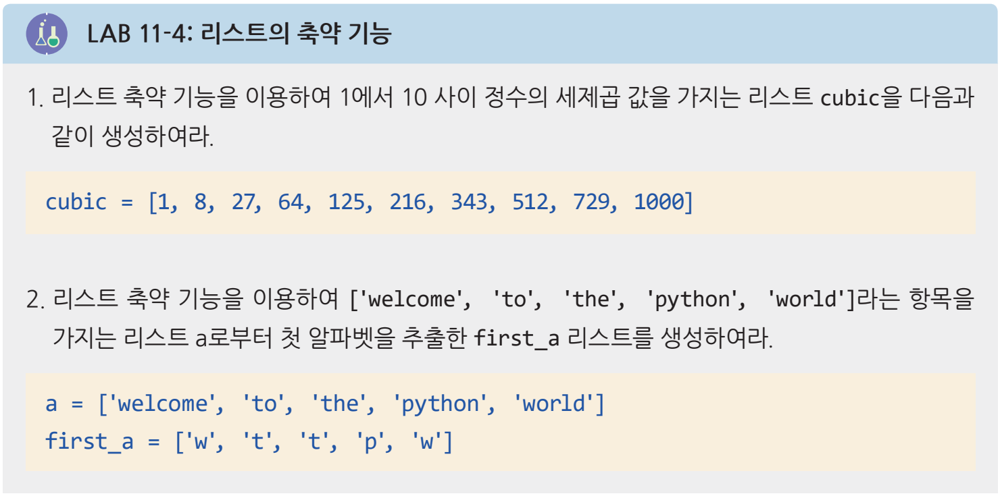 LAB 11-4: 리스트의 축약 기능
1. 리스트 축약 기능을 이용하여 1에서 10 사이 정수의 세제곱 값을 가지는 리스트 cubic을 다음과
같이 생성하여라.
cubic = [1, 8, 27, 64, 125, 216, 343, 512, 729, 1000]
2. 리스트 축약 기능을 이용하여 ['welcome', 'to', 'the', 'python', 'world']라는 항목을
가지는 리스트 a로부터 첫 알파벳을 추출한 first_a 리스트를 생성하여라.
a = ['welcome', 'to', 'the', 'python', 'world']
first_a = ['w', 't', 't', 'p', 'w']